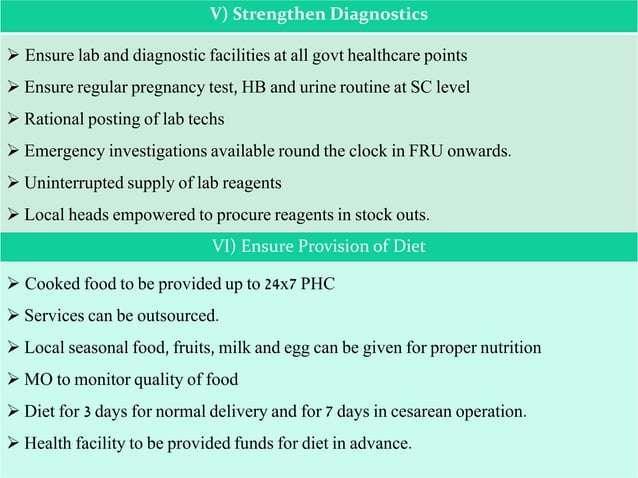 V) Strengthen Diagnostics
➢ Ensure lab and diagnostic facilities at all govt healthcare points
➢ Ensure regular pregnancy test, HB and urine routine at SC level
➢ Rational posting of lab techs
➢ Emergency investigations available round the clock in FRU onwards.
➢ Uninterrupted supply of lab reagents
➢ Local heads empowered to procure reagents in stock outs.
VI) Ensure Provision of Diet
➢ Cooked food to be provided up to 24x7 PHC
➢ Services can be outsourced.
➢ Local seasonal food, fruits, milk and egg can be given for proper nutrition
➢ MO to monitor quality of food
➢ Diet for 3 days for normal delivery and for 7 days in cesarean operation.
➢ Health facility to be provided funds for diet in advance.